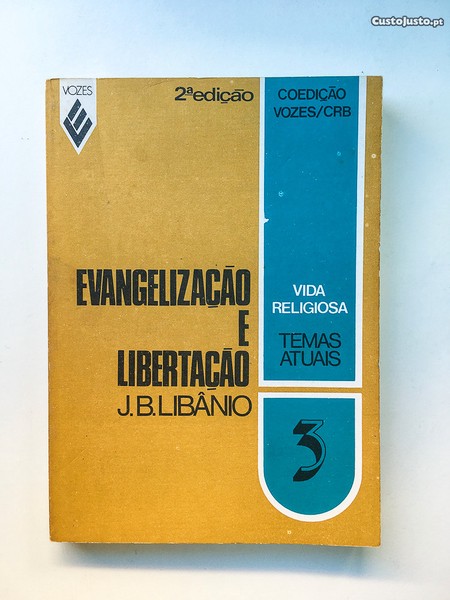 CustoJusto.pt
VOZES
2ª edição
COEDIÇÃO
VOZES/CRB
EVANGELIZAÇÃO
E
LIBERTAÇÃO
J.B. LIBÂNIO
VIDA
RELIGIOSA
TEMAS
ATUAIS
3